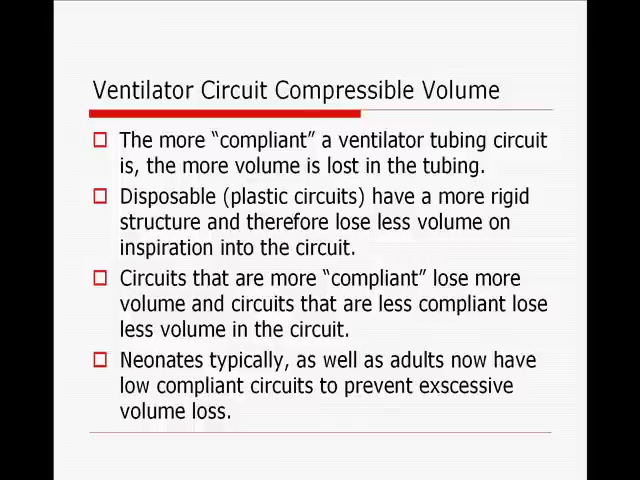 Ventilator Circuit Compressible Volume
The more “compliant” a ventilator tubing circuit
is, the more volume is lost in the tubing.
Disposable (plastic circuits) have a more rigid
structure and therefore lose less volume on
inspiration into the circuit.
Circuits that are more “compliant” lose more
volume and circuits that are less compliant lose
less volume in the circuit.
Neonates typically, as well as adults now have
low compliant circuits to prevent exscessive
volume loss.